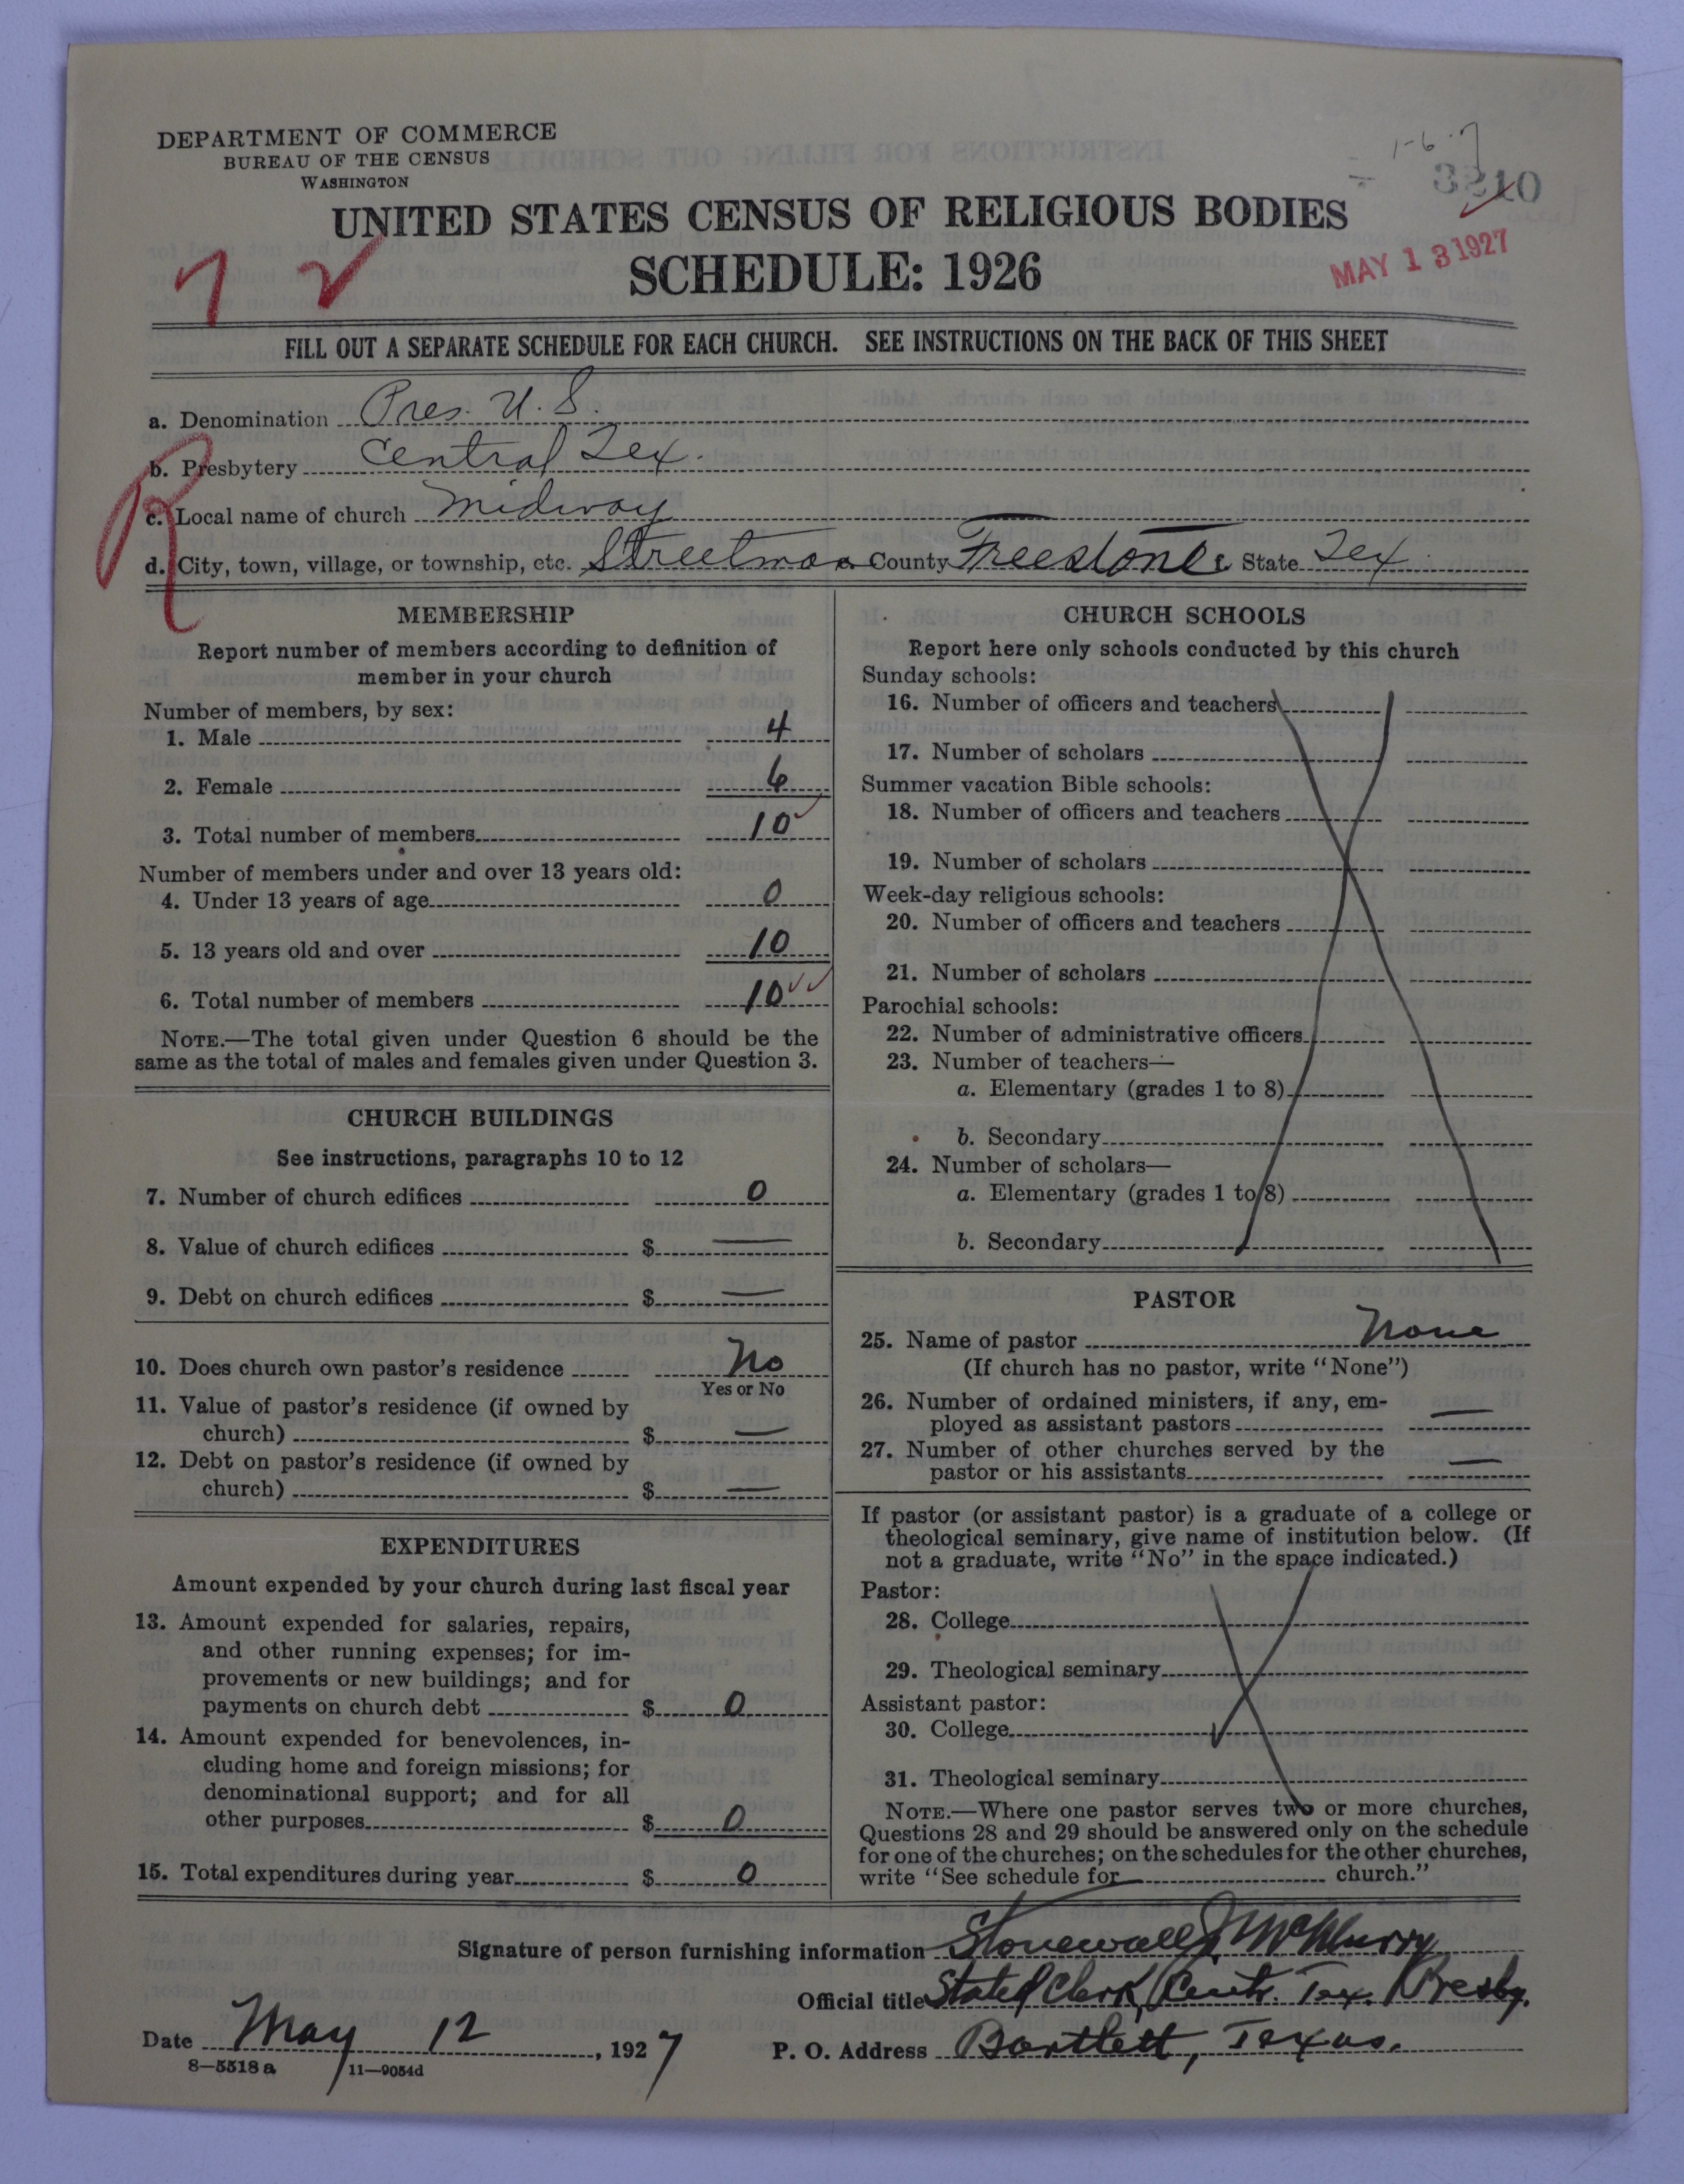 DEPARTMENT OF COMMERCE
BUREAU OF THE CENSUS
WASHINGTON
1-6-7
3210
UNITED STATES CENSUS OF RELIGIOUS BODIES
SCHEDULE: 1926
MAY 13 1927
FILL OUT A SEPARATE SCHEDULE FOR EACH CHURCH. SEE INSTRUCTIONS ON THE BACK OF THIS SHEET
a. Denomination Pres. U. S.
b. Presbytery Central Tex.
R
c. Local name of church Midway
d. City, town, village, or township, etc. Streetman County Freestone State Tex.
MEMBERSHIP
Report number of members according to definition of
member in your church
Number of members, by sex:
1. Male 4
2. Female 6
3. Total number of members 10
Number of members under and over 13 years old:
4. Under 13 years of age 0
5. 13 years old and over 10
6. Total number of members 10
NOTE.—The total given under Question 6 should be the
same as the total of males and females given under Question 3.
CHURCH BUILDINGS
See instructions, paragraphs 10 to 12
7. Number of church edifices 0
8. Value of church edifices $ —
9. Debt on church edifices $ —
10. Does church own pastor's residence No
Yes or No
11. Value of pastor's residence (if owned by
church) $ —
12. Debt on pastor's residence (if owned by
church) $ —
EXPENDITURES
Amount expended by your church during last fiscal year
13. Amount expended for salaries, repairs,
and other running expenses; for im-
provements or new buildings; and for
payments on church debt $ 0
14. Amount expended for benevolences, in-
cluding home and foreign missions; for
denominational support; and for all
other purposes $ 0
15. Total expenditures during year $ 0
CHURCH SCHOOLS
Report here only schools conducted by this church
Sunday schools:
16. Number of officers and teachers
17. Number of scholars
Summer vacation Bible schools:
18. Number of officers and teachers
19. Number of scholars
Week-day religious schools:
20. Number of officers and teachers
21. Number of scholars
Parochial schools:
22. Number of administrative officers
23. Number of teachers—
a. Elementary (grades 1 to 8)
b. Secondary
24. Number of scholars—
a. Elementary (grades 1 to 8)
b. Secondary
PASTOR
25. Name of pastor None
(If church has no pastor, write "None")
26. Number of ordained ministers, if any, em-
ployed as assistant pastors —
27. Number of other churches served by the
pastor or his assistants —
If pastor (or assistant pastor) is a graduate of a college or
theological seminary, give name of institution below. (If
not a graduate, write "No" in the space indicated.)
Pastor:
28. College
29. Theological seminary
Assistant pastor:
30. College
31. Theological seminary
NOTE.—Where one pastor serves two or more churches,
Questions 28 and 29 should be answered only on the schedule
for one of the churches; on the schedules for the other churches,
write "See schedule for church."
Signature of person furnishing information Stonewall J. McMurry
Official title Stated Clerk, Cent. Tex. Presby.
Date May 12, 1927
P. O. Address Bartlett, Texas.
8—5518 a 11—9054d